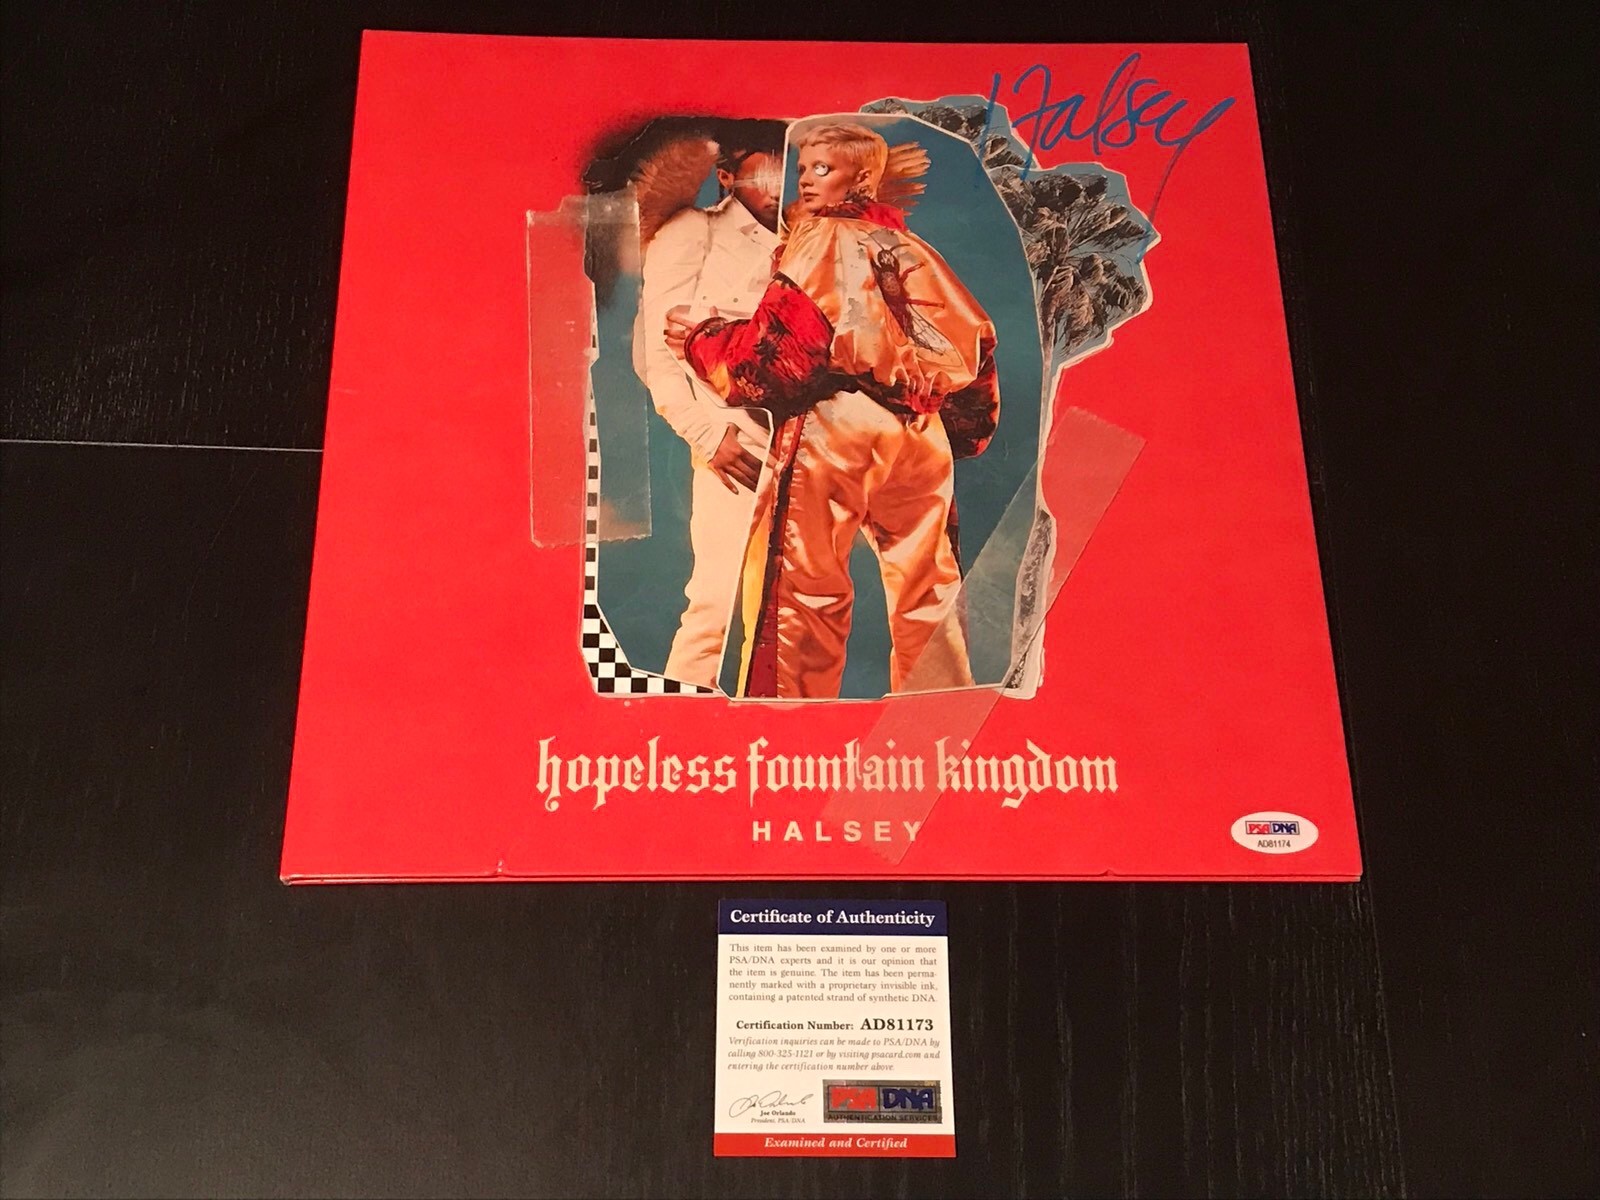 Halsey
hopeless fountain kingdom
HALSEY
PSA DNA
AD81174
Certificate of Authenticity
This item has been examined by one or more
PSA/DNA experts and it is our opinion that
the item is genuine. The item has been perma-
nently marked with a proprietary invisible ink,
containing a patented strand of synthetic DNA.
Certification Number: AD81173
Verification inquiries can be made to PSA/DNA by
calling 800-325-1121 or by visiting psacard.com and
entering the certification number above.
Joe Orlando
President, PSA/DNA
PSA DNA
AUTHENTICATION SERVICES
Examined and Certified